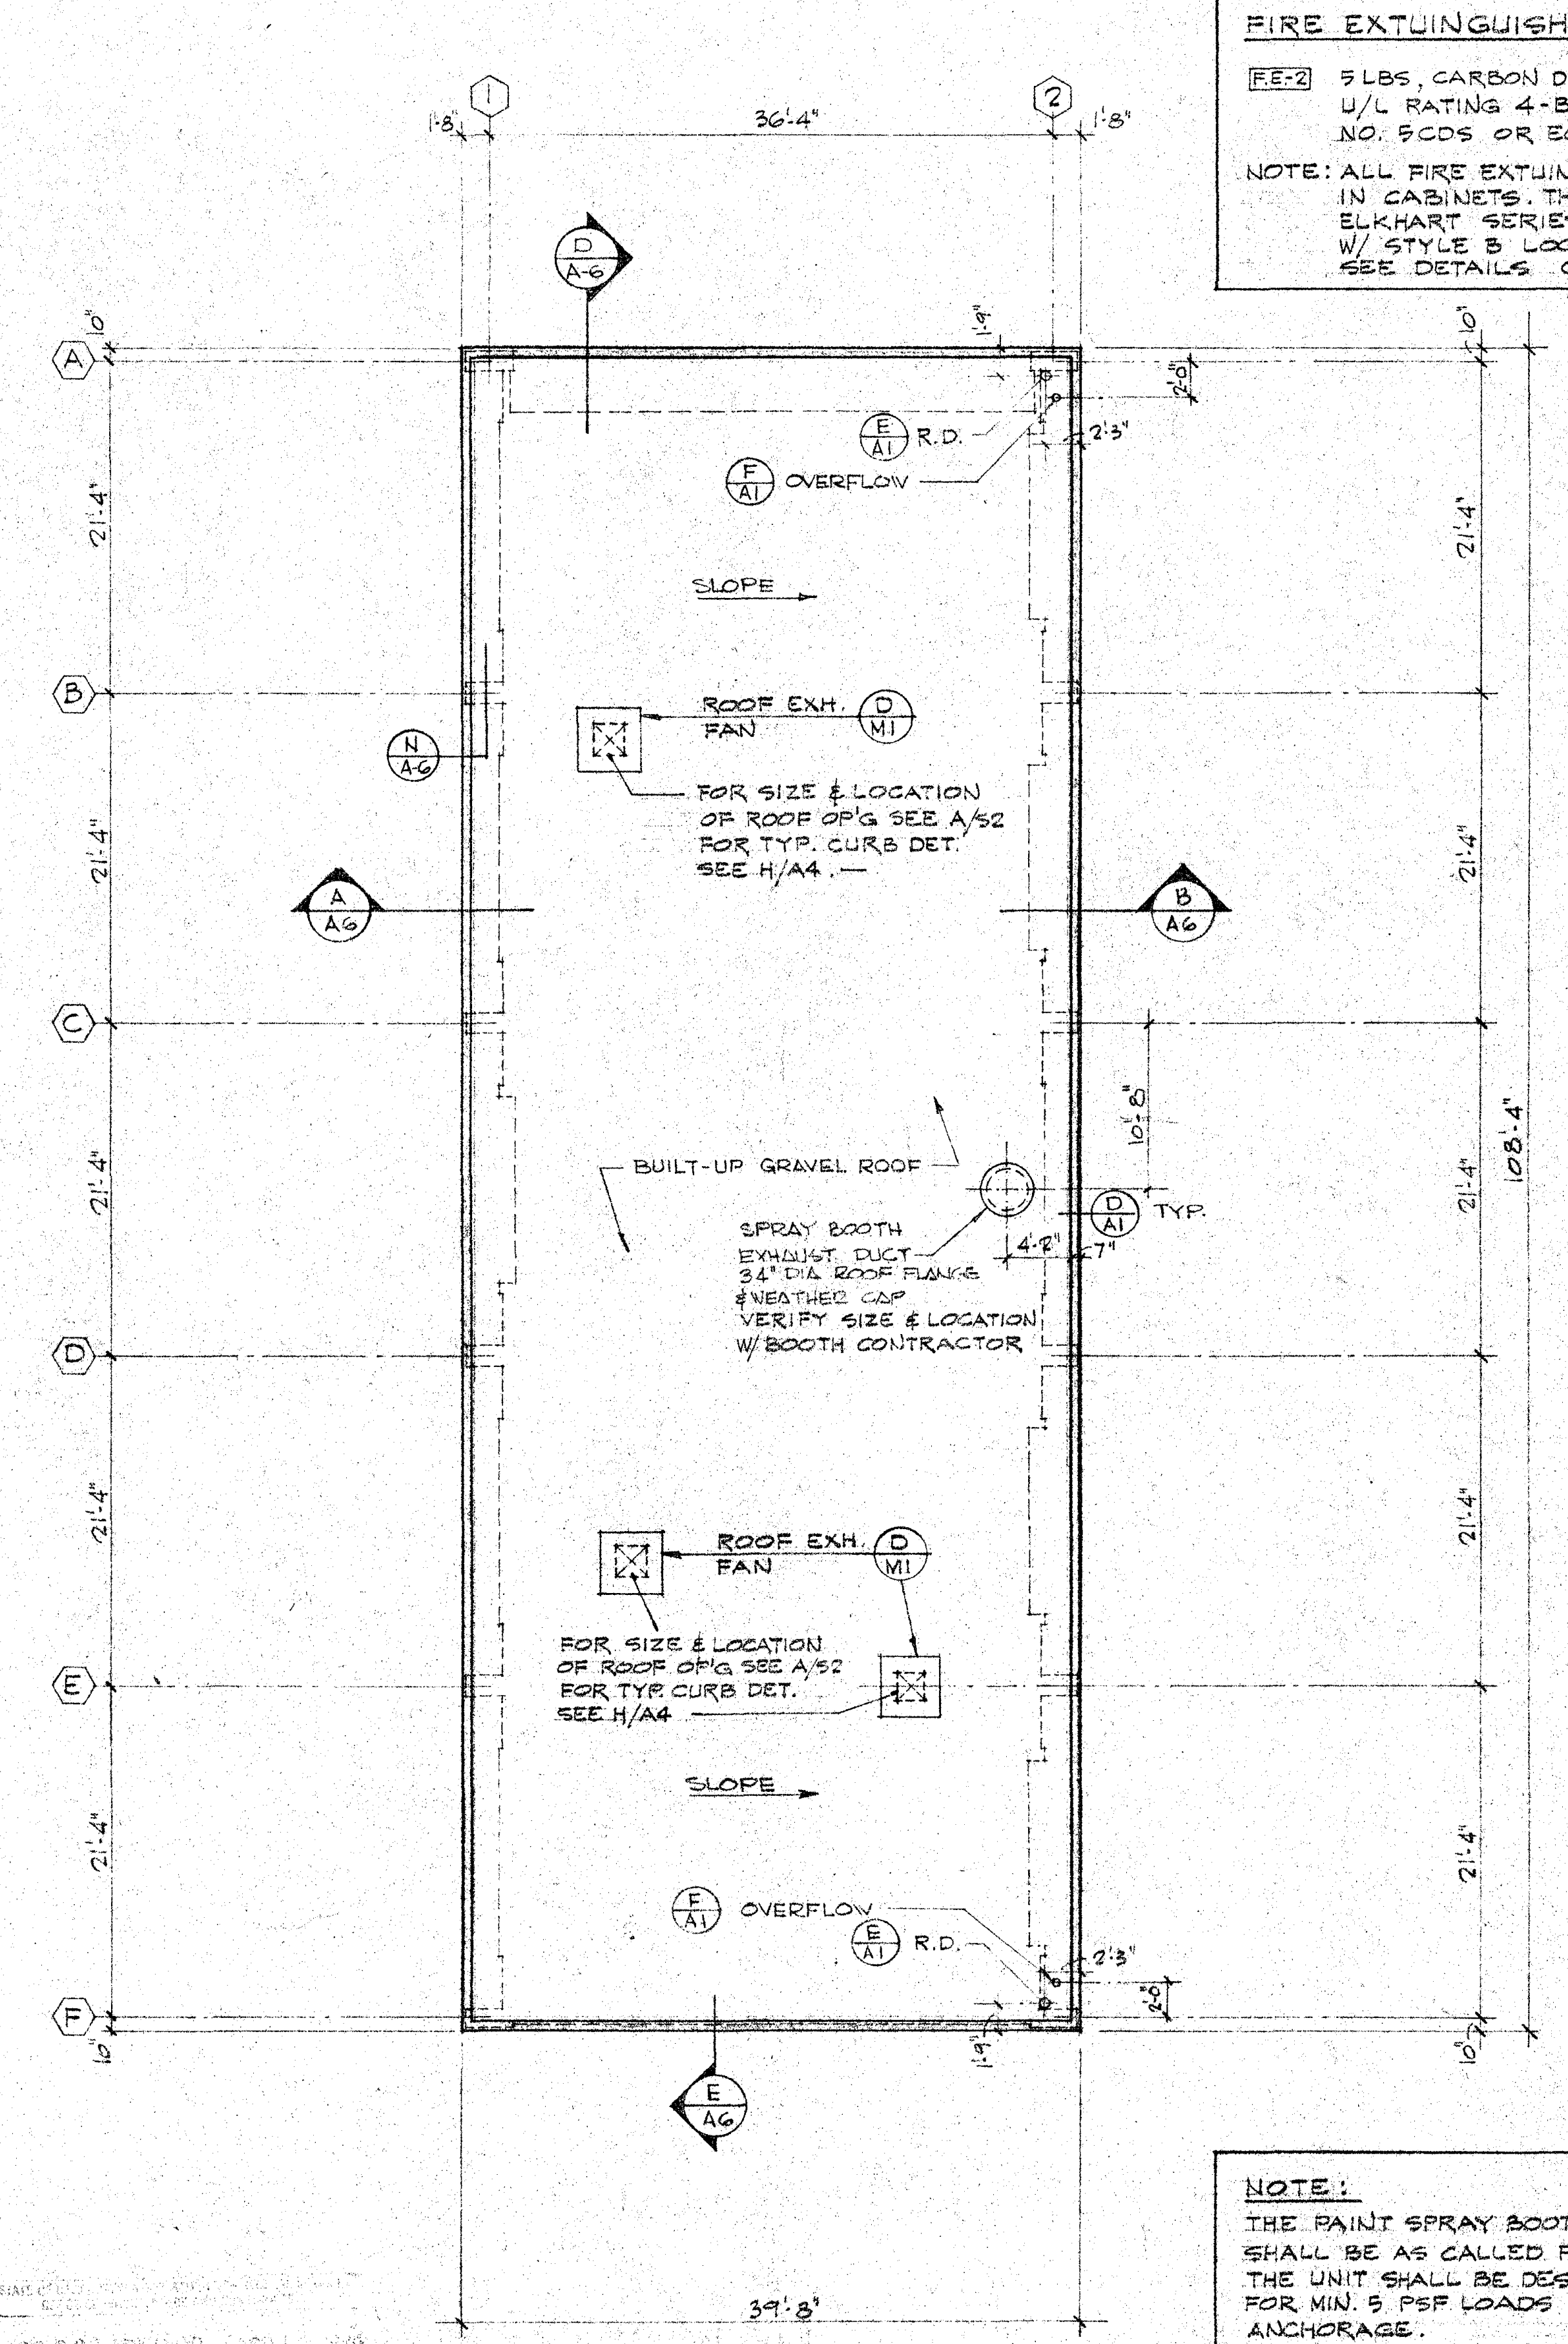 FIRE EXTUINGUISH
F.E-2 5 LBS, CARBON D
U/L RATING 4-B
NO. 5CDS OR E
NOTE: ALL FIRE EXTUIN
IN CABINETS. TH
ELKHART SERIE
W/ STYLE B LOC
SEE DETAILS
1
2
1'-8"
36'-4"
1'-8"
D
A-6
A
10"
1'-9"
10"
2'-0"
E
A1
R.D.
2'-3"
F
A1
OVERFLOW
21'-4"
21'-4"
SLOPE
B
ROOF EXH.
FAN
D
M1
N
A-6
FOR SIZE & LOCATION
OF ROOF OP'G SEE A/S2
FOR TYP. CURB DET.
SEE H/A4.
21'-4"
21'-4"
A
A6
B
A6
C
10'-8"
108'-4"
BUILT-UP GRAVEL ROOF
21'-4"
21'-4"
D
A1
TYP.
SPRAY BOOTH
EXHAUST DUCT
34" DIA ROOF FLANGE
& WEATHER CAP
VERIFY SIZE & LOCATION
W/ BOOTH CONTRACTOR
4'-2"
7"
D
21'-4"
21'-4"
ROOF EXH.
FAN
D
M1
FOR SIZE & LOCATION
OF ROOF OP'G SEE A/S2
FOR TYP. CURB DET.
SEE H/A4
E
SLOPE
21'-4"
21'-4"
F
A1
OVERFLOW
E
A1
R.D.
2'-3"
2'-0"
F
10"
1'-9"
10"
E
A6
NOTE:
THE PAINT SPRAY BOOT
SHALL BE AS CALLED F
THE UNIT SHALL BE DES
FOR MIN. 5 PSF LOADS
ANCHORAGE.
39'-8"